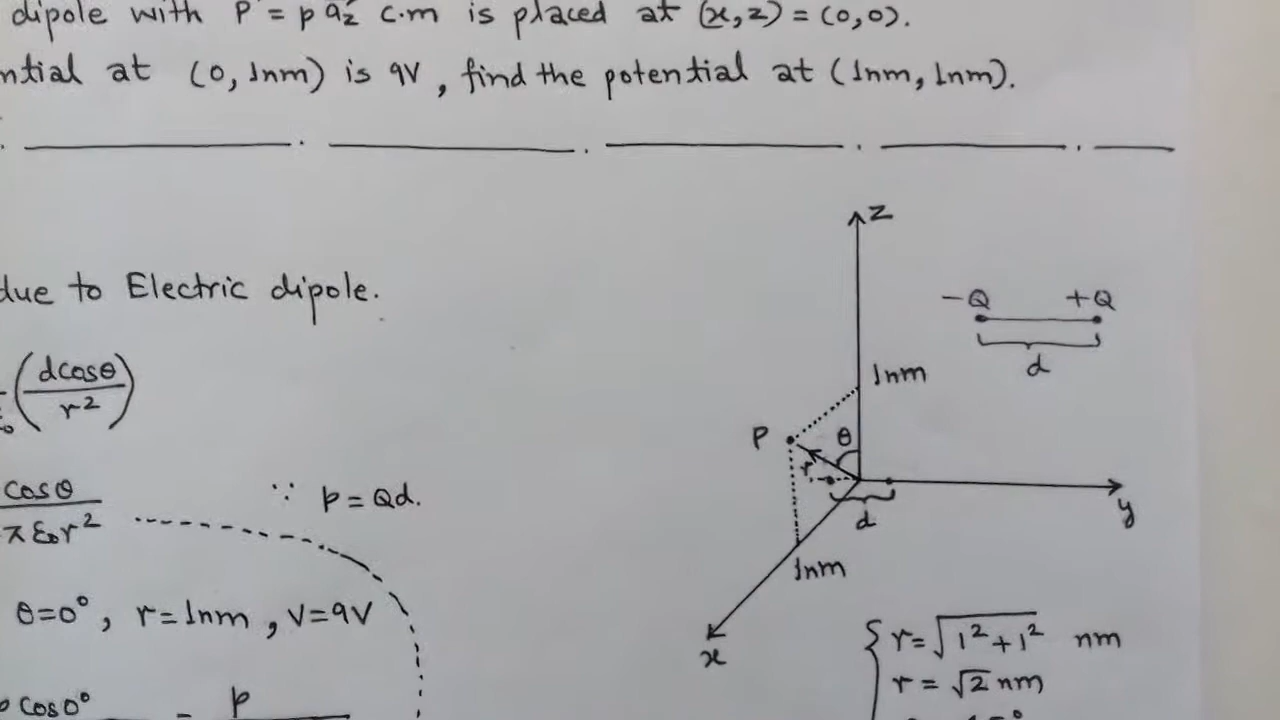 dipole with P = p az c.m is placed at (x,z) = (0,0).
ntial at (0, 1nm) is 9V, find the potential at (1nm, 1nm).
due to Electric dipole.
(dcosθ / r²)
cosθ / πε₀r²
∵ p = Qd.
θ=0°, r=1nm, V=9V
cos0° = p
z
-Q +Q
d
1nm
P θ
r
d
y
1nm
x
r = √1²+1² nm
r = √2 nm